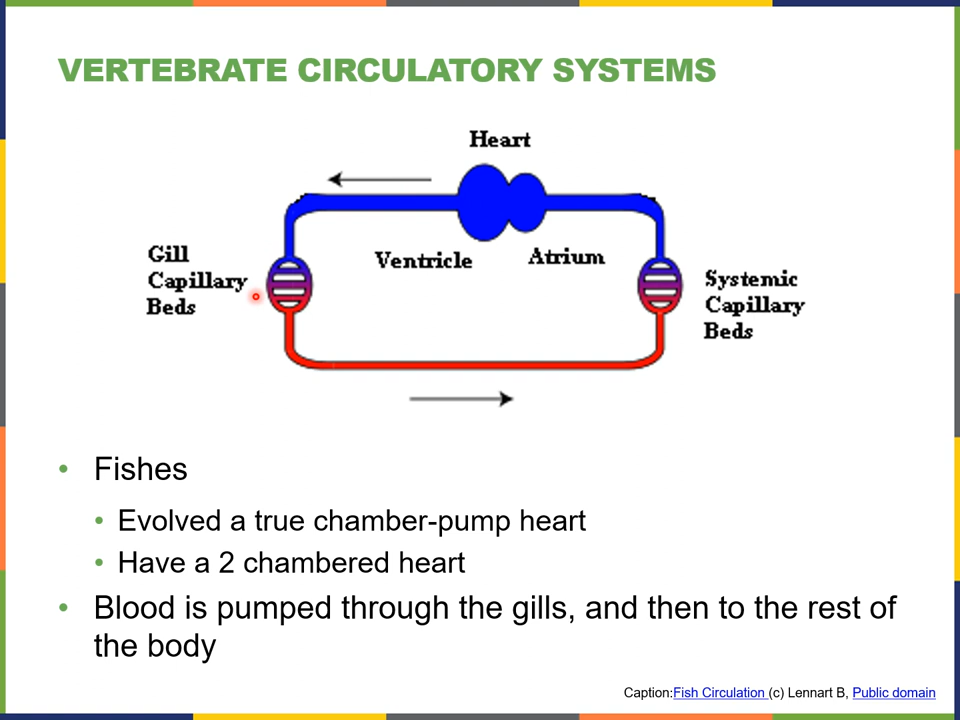 VERTEBRATE CIRCULATORY SYSTEMS
Heart
Ventricle
Atrium
Gill
Capillary
Beds
Systemic
Capillary
Beds
• Fishes
• Evolved a true chamber-pump heart
• Have a 2 chambered heart
• Blood is pumped through the gills, and then to the rest of
the body
Caption:Fish Circulation (c) Lennart B, Public domain